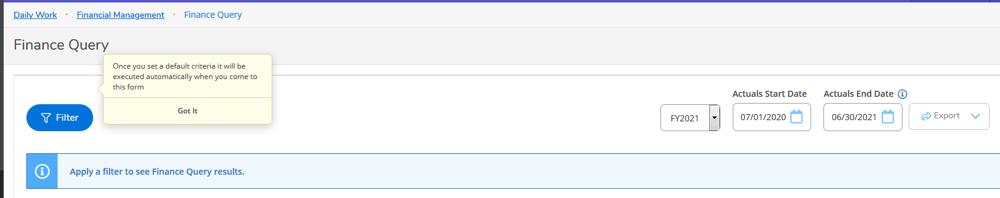 Daily Work • Financial Management • Finance Query
Finance Query
Once you set a default criteria it will be
executed automatically when you come to
this form
Got It
Filter
FY2021
Actuals Start Date
07/01/2020
Actuals End Date
06/30/2021
Export
Apply a filter to see Finance Query results.